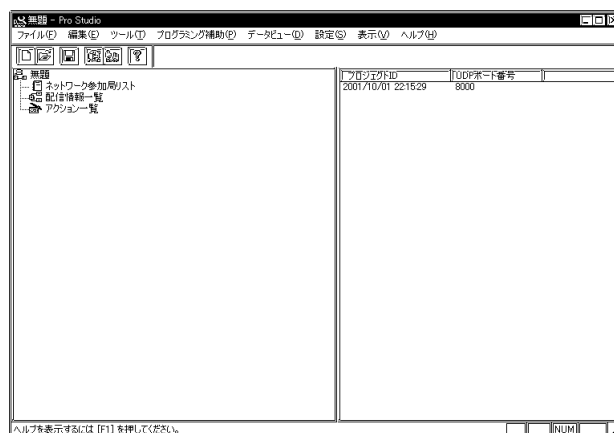 無題 - Pro Studio
ファイル(F) 編集(E) ツール(T) プログラミング補助(P) データビュー(D) 設定(S) 表示(V) ヘルプ(H)
無題
ネットワーク参加局リスト
配信情報一覧
アクション一覧
プロジェクトID UDPポート番号
2001/10/01 22:15:29 8000
ヘルプを表示するには [F1] を押してください。
NUM